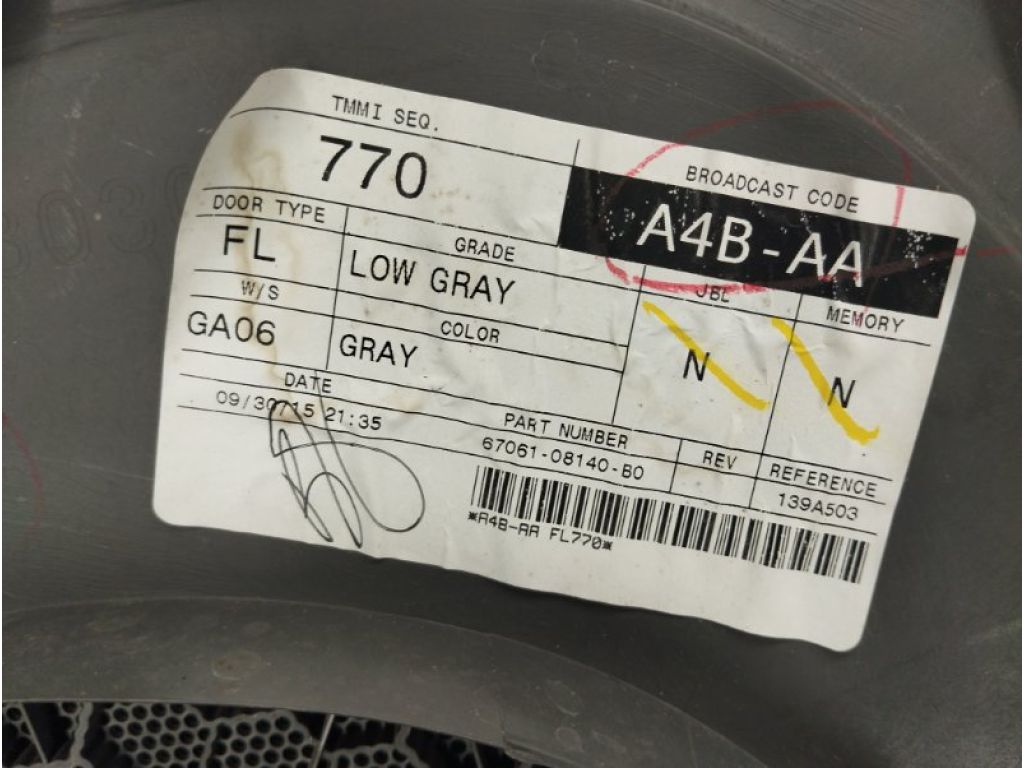 TMMI SEQ.
770
BROADCAST CODE
A4B-AA
DOOR TYPE
FL
GRADE
LOW GRAY
JBL
N
MEMORY
N
W/S
GA06
COLOR
GRAY
DATE
09/30/15 21:35
PART NUMBER
67061-08140-B0
REV
REFERENCE
139A503
*A4B-AA FL770*